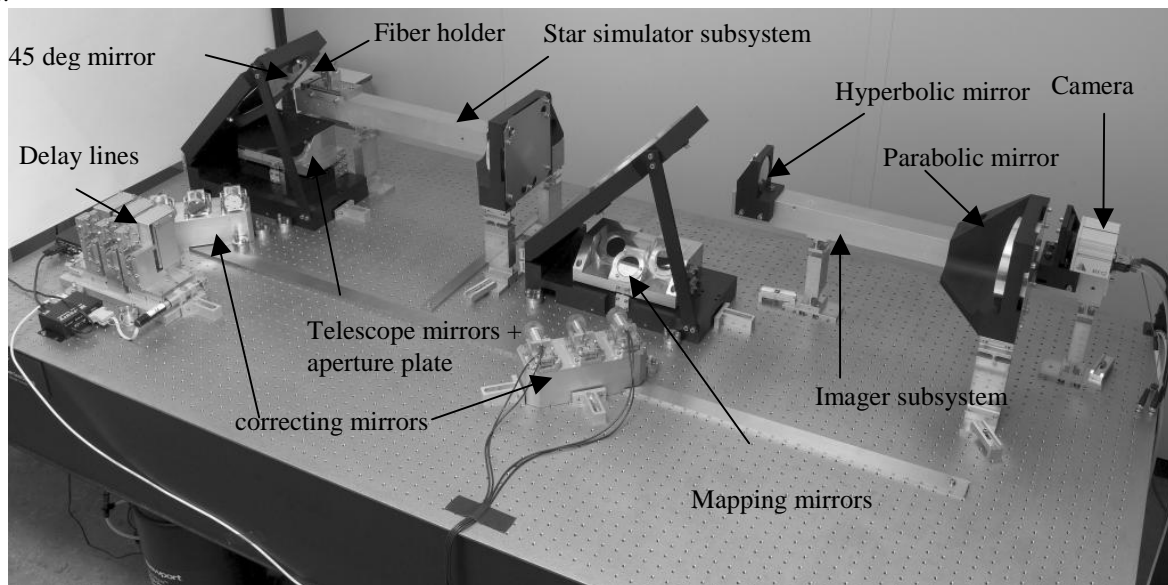 Fiber holder
Star simulator subsystem
45 deg mirror
Camera
Hyperbolic mirror
Delay lines
Parabolic mirror
Telescope mirrors +
aperture plate
Imager subsystem
correcting mirrors
Mapping mirrors
Newport